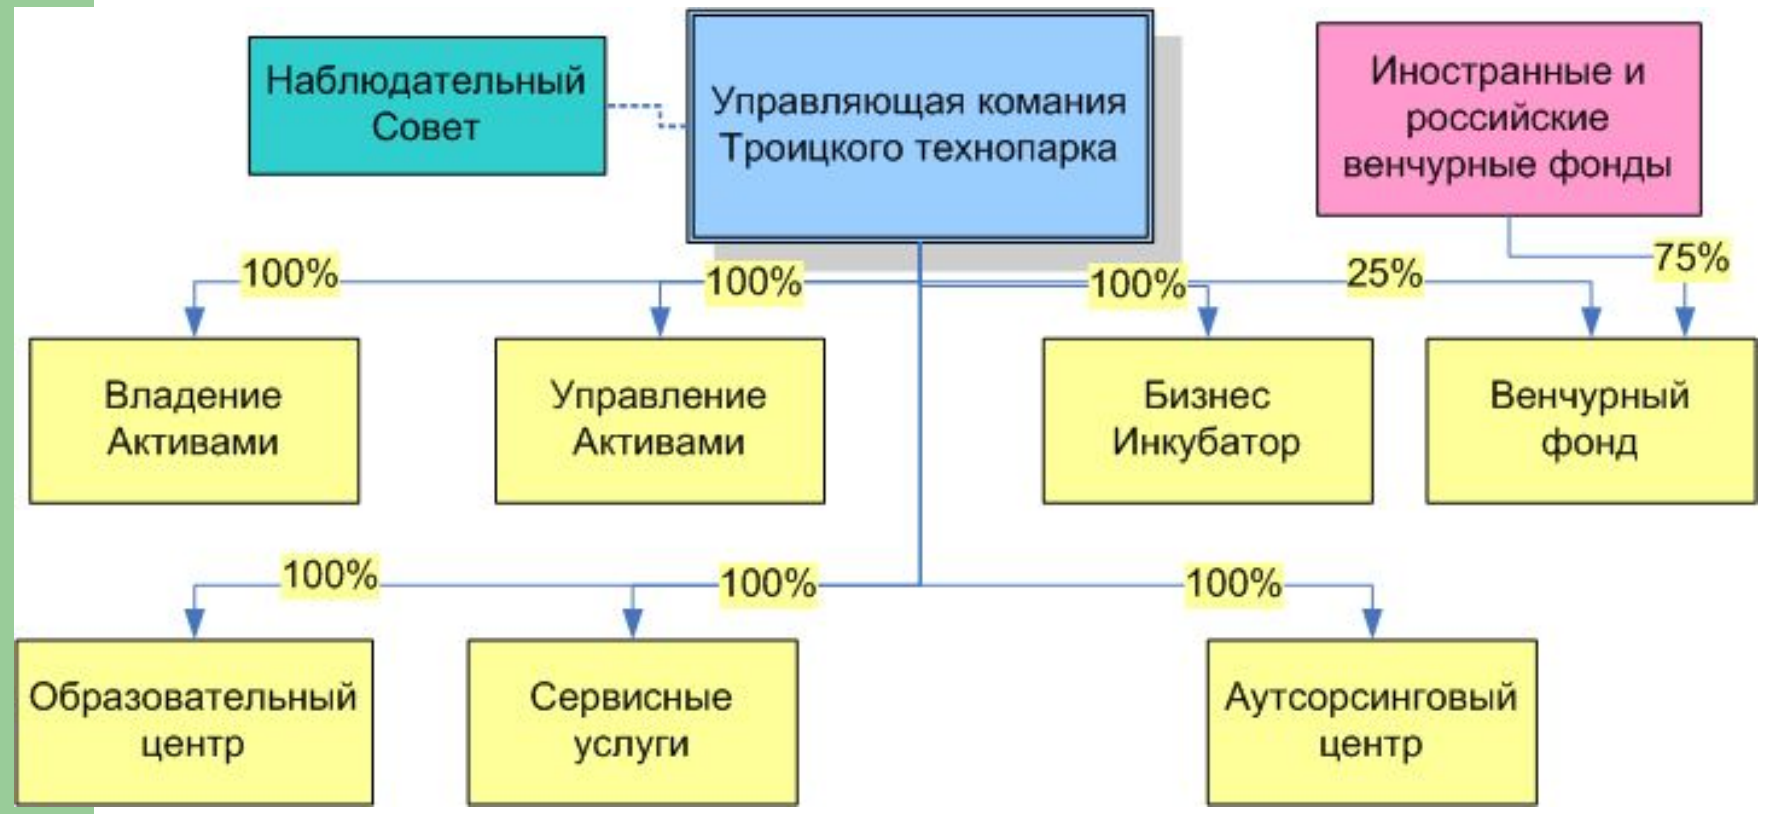 Наблюдательный
Совет
Управляющая комания
Троицкого технопарка
Иностранные и
российские
венчурные фонды
100%
100%
100%
25%
75%
Владение
Активами
Управление
Активами
Бизнес
Инкубатор
Венчурный
фонд
100%
100%
100%
Образовательный
центр
Сервисные
услуги
Аутсорсинговый
центр